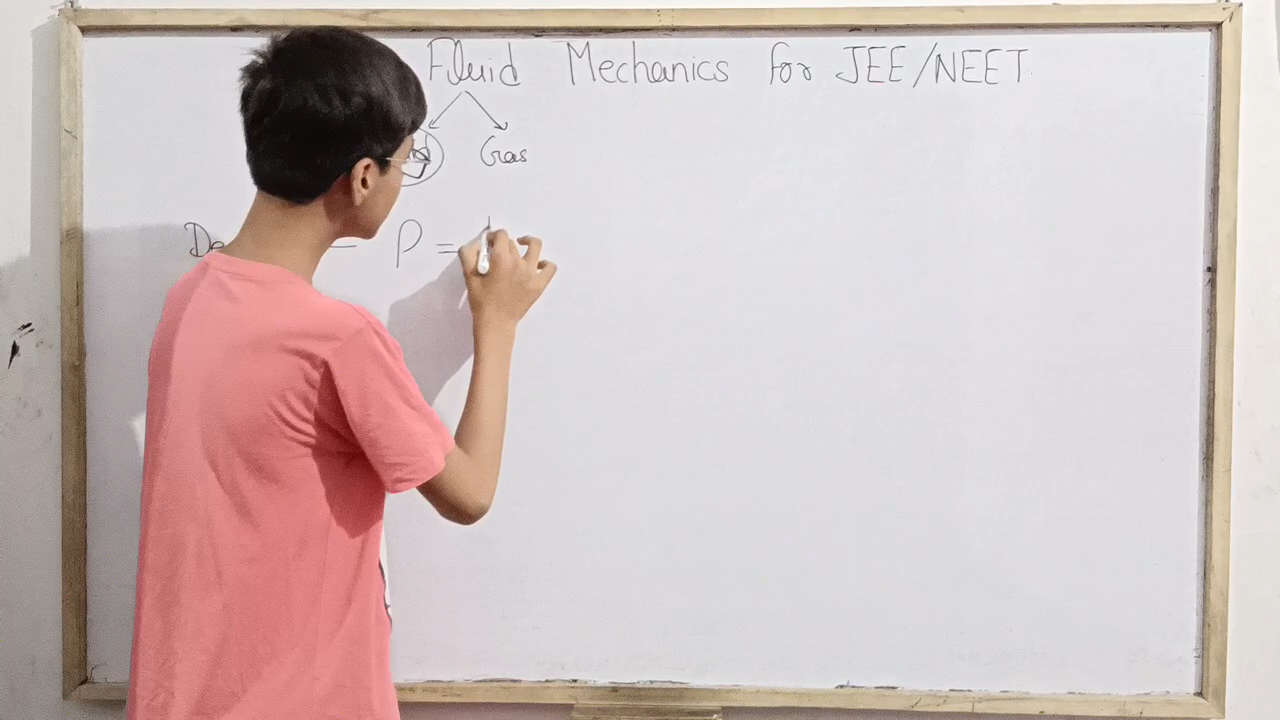 Fluid Mechanics for JEE/NEET
Gas
— ρ =